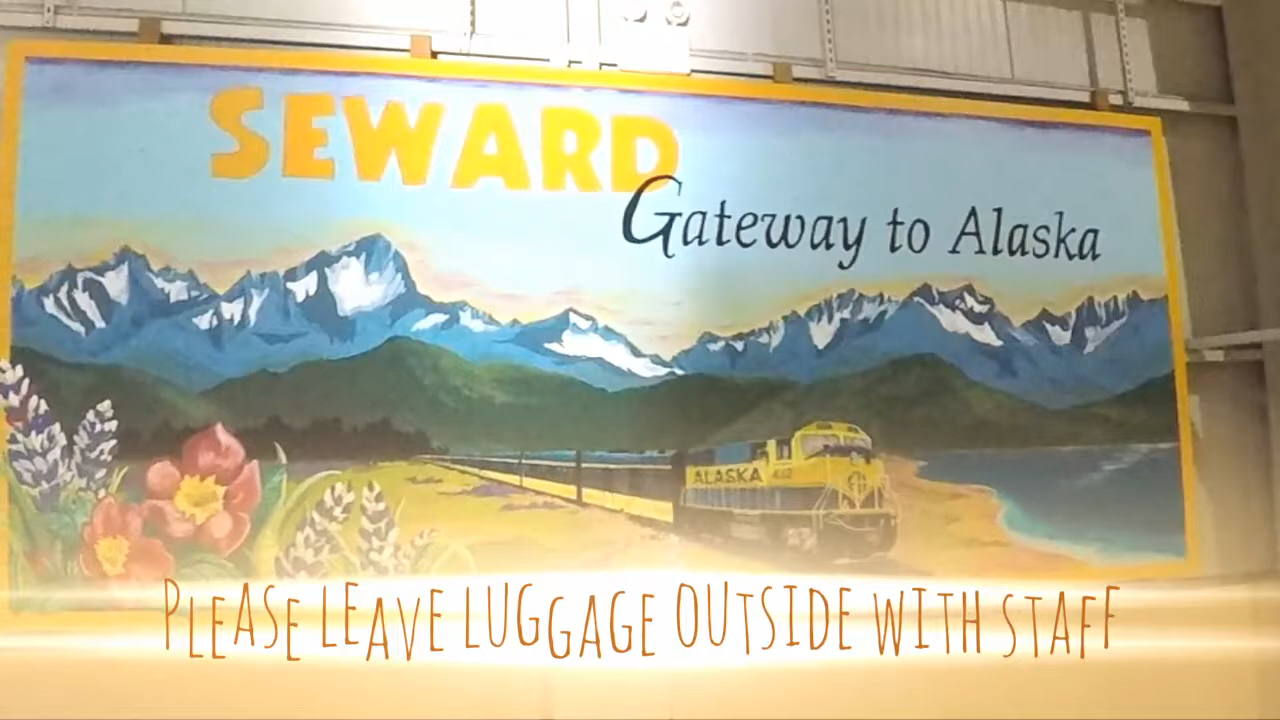 SEWARD
Gateway to Alaska
ALASKA
PLEASE LEAVE LUGGAGE OUTSIDE WITH STAFF